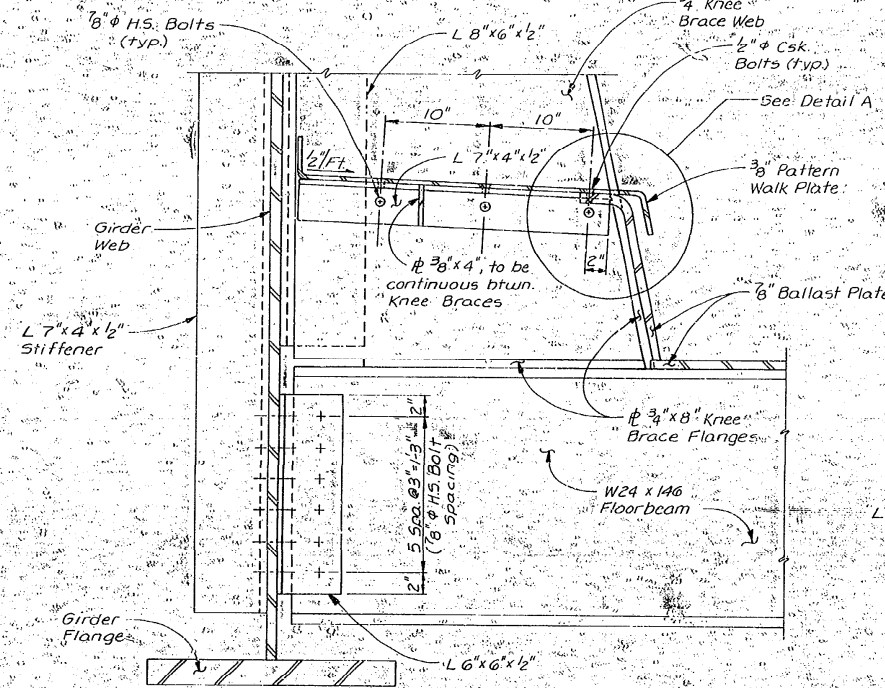 7/8"ϕ H.S. Bolts
(typ.)
L 8"x6"x1/2"
4 Knee
Brace Web
1/2"ϕ Csk.
Bolts (typ.)
See Detail A
10"
10"
L 7"x4"x1/2"
1/2"/Ft.
3/8" Pattern
Walk Plate
Girder
Web
2"
℄ 3/8"x4", to be
continuous btwn.
Knee Braces
7/8" Ballast Plate
L 7"x4"x1/2"
Stiffener
℄ 3/4"x8" Knee
Brace Flanges
2"
5 Spa. @3"=1'-3"
(7/8"ϕ H.S. Bolt
Spacing)
2"
W24 x 146
Floorbeam
L
Girder
Flange
L 6"x6"x1/2"